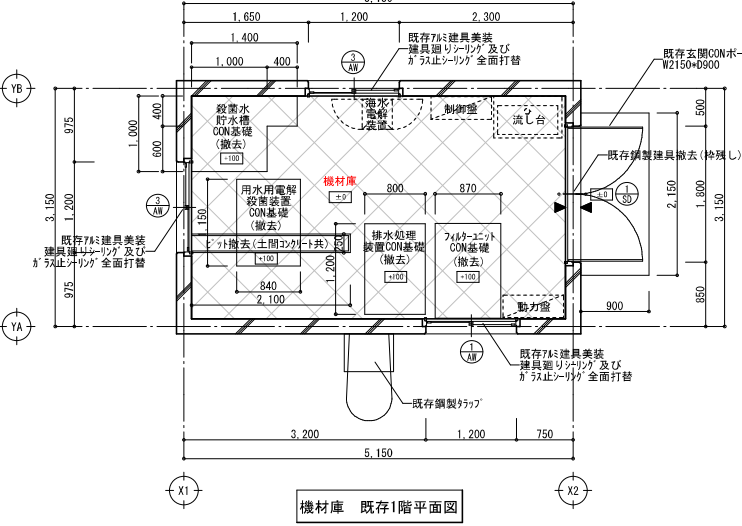 1,650
1,200
2,300
1,400
1,000
400
既存アルミ建具美装
建具廻りシーリング及び
ガラス止シーリング全面打替
3
AW
既存玄関CONポー
W2150*D900
YB
975
1,000
400
600
殺菌水
貯水槽
CON基礎
(撤去)
+100
海水
電解
装置
制御盤
流し台
500
既存鋼製建具撤去(枠残し)
機材庫
±0
800
870
±0
1
SD
2,150
1,800
3,150
3,150
1,200
3
AW
150
用水用電解
殺菌装置
CON基礎
(撤去)
ピット撤去(土間コンクリート共)
250
+100
排水処理
装置CON基礎
(撤去)
+100
フィルターユニット
CON基礎
(撤去)
+100
既存アルミ建具美装
建具廻りシーリング及び
ガラス止シーリング全面打替
1,200
840
2,100
975
動力盤
900
850
YA
1
AW
既存アルミ建具美装
建具廻りシーリング及び
ガラス止シーリング全面打替
既存鋼製タラップ
3,200
1,200
750
5,150
X1
X2
機材庫 既存1階平面図